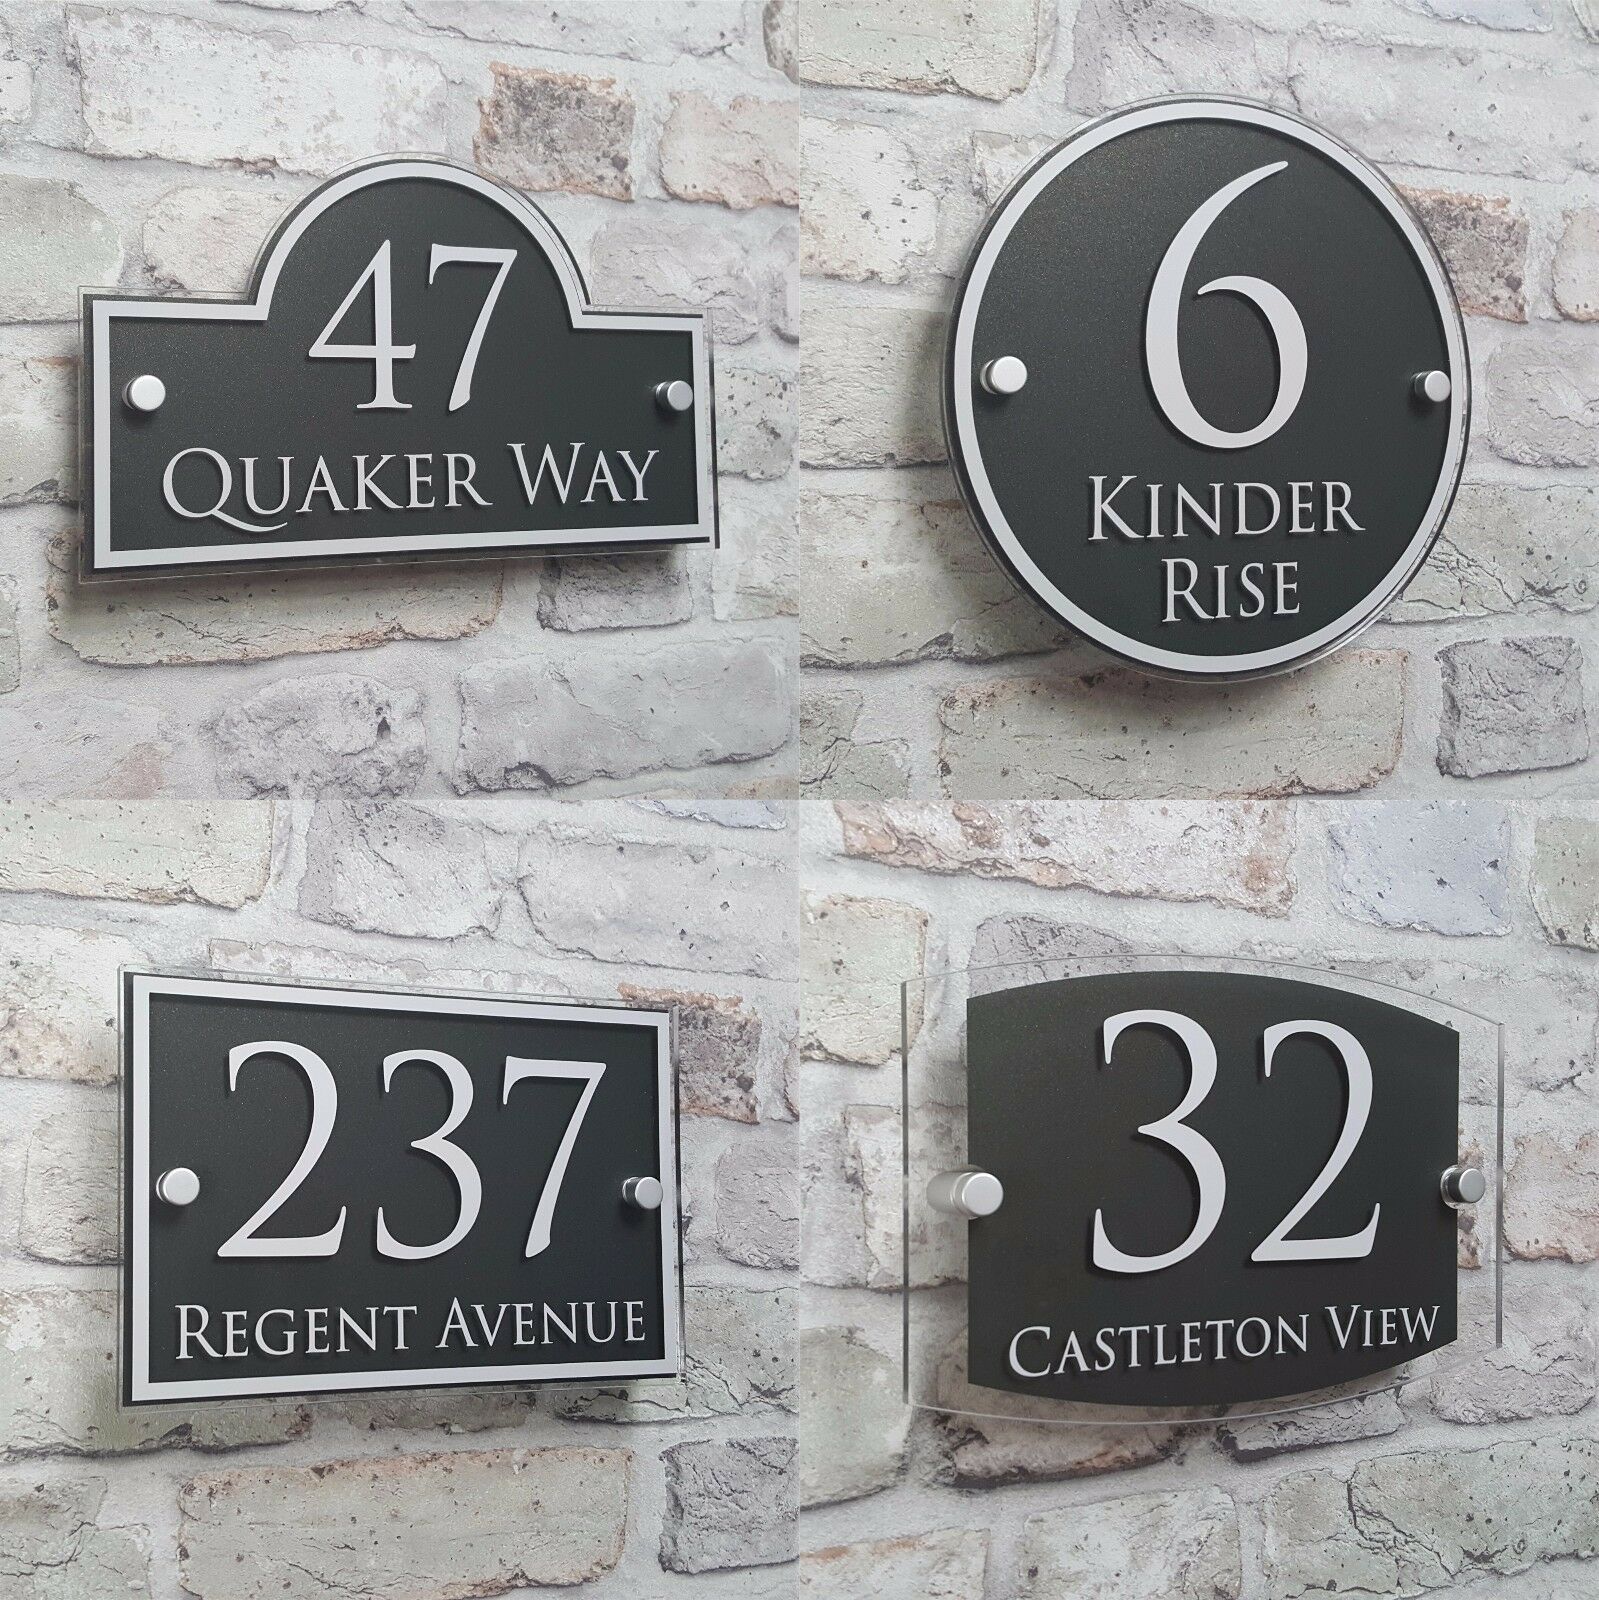 47
QUAKER WAY
6
KINDER
RISE
237
REGENT AVENUE
32
CASTLETON VIEW